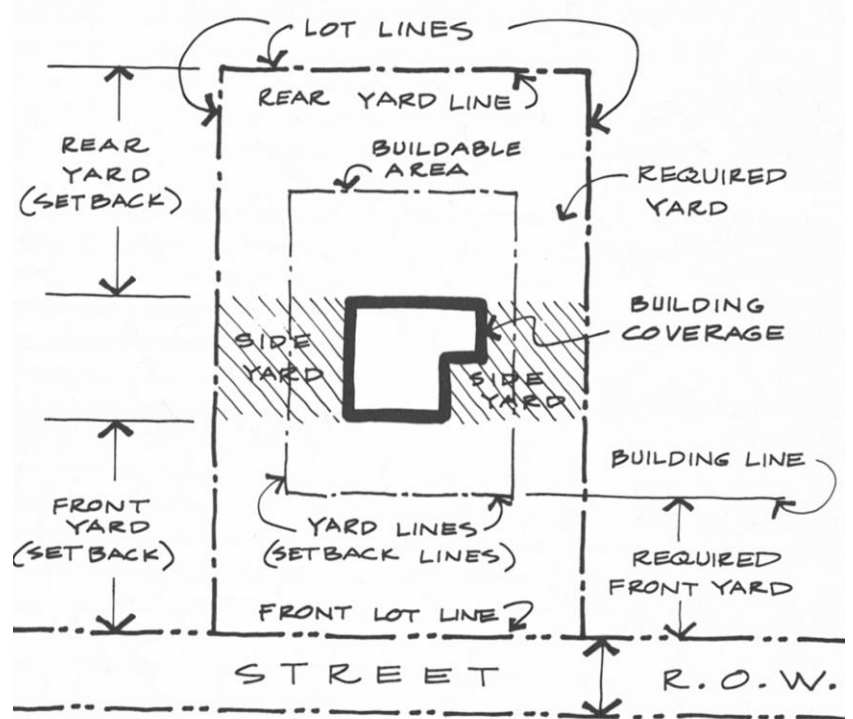 LOT LINES
REAR YARD LINE
REAR
YARD
(SETBACK)
BUILDABLE
AREA
REQUIRED
YARD
BUILDING
COVERAGE
SIDE
YARD
SIDE
YARD
BUILDING LINE
FRONT
YARD
(SETBACK)
YARD LINES
(SETBACK LINES)
REQUIRED
FRONT YARD
FRONT LOT LINE
STREET
R.O.W.